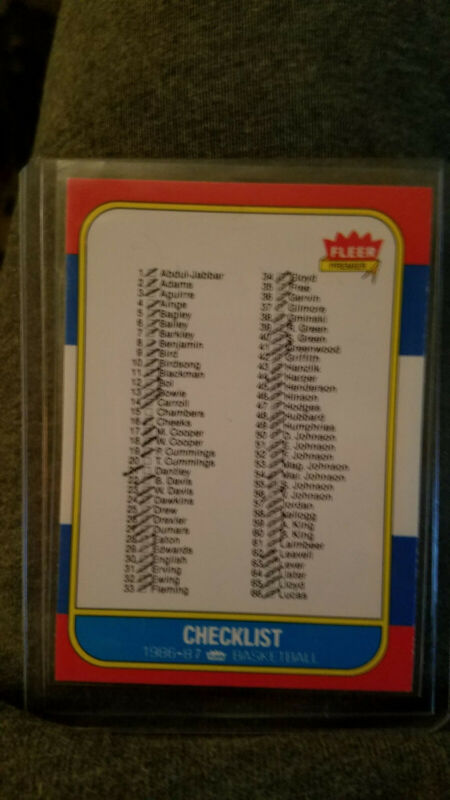 FLEER
PREMIER
1 Abdul-Jabbar
2 Adams
3 Aguirre
4 Ainge
5 Bagley
6 Bailey
7 Barkley
8 Benjamin
9 Bird
10 Birdsong
11 Blackman
12 Bol
13 Bowie
14 Carroll
15 Chambers
16 Cheeks
17 M. Cooper
18 W. Cooper
19 P. Cummings
20 T. Cummings
21 Dantley
22 B. Davis
23 W. Davis
24 Dawkins
25 Drew
26 Drexler
27 Dumars
28 Eaton
29 Edwards
30 English
31 Erving
32 Ewing
33 Fleming
34 Floyd
35 Free
36 Gervin
37 Gilmore
38 Gminski
39 R. Green
40 S. Green
41 Greenwood
42 Griffith
43 Hanzlik
44 Harper
45 Henderson
46 Hinson
47 Hodges
48 Hubbard
49 Humphries
50 D. Johnson
51 E. Johnson
52 F. Johnson
53 Mag. Johnson
54 Mar. Johnson
55 S. Johnson
56 V. Johnson
57 Jordan
58 Kellogg
59 A. King
60 A. King
61 Laimbeer
62 Leavell
63 Lever
64 Lister
65 Lloyd
66 Lucas
CHECKLIST
1986-87 FLEER BASKETBALL